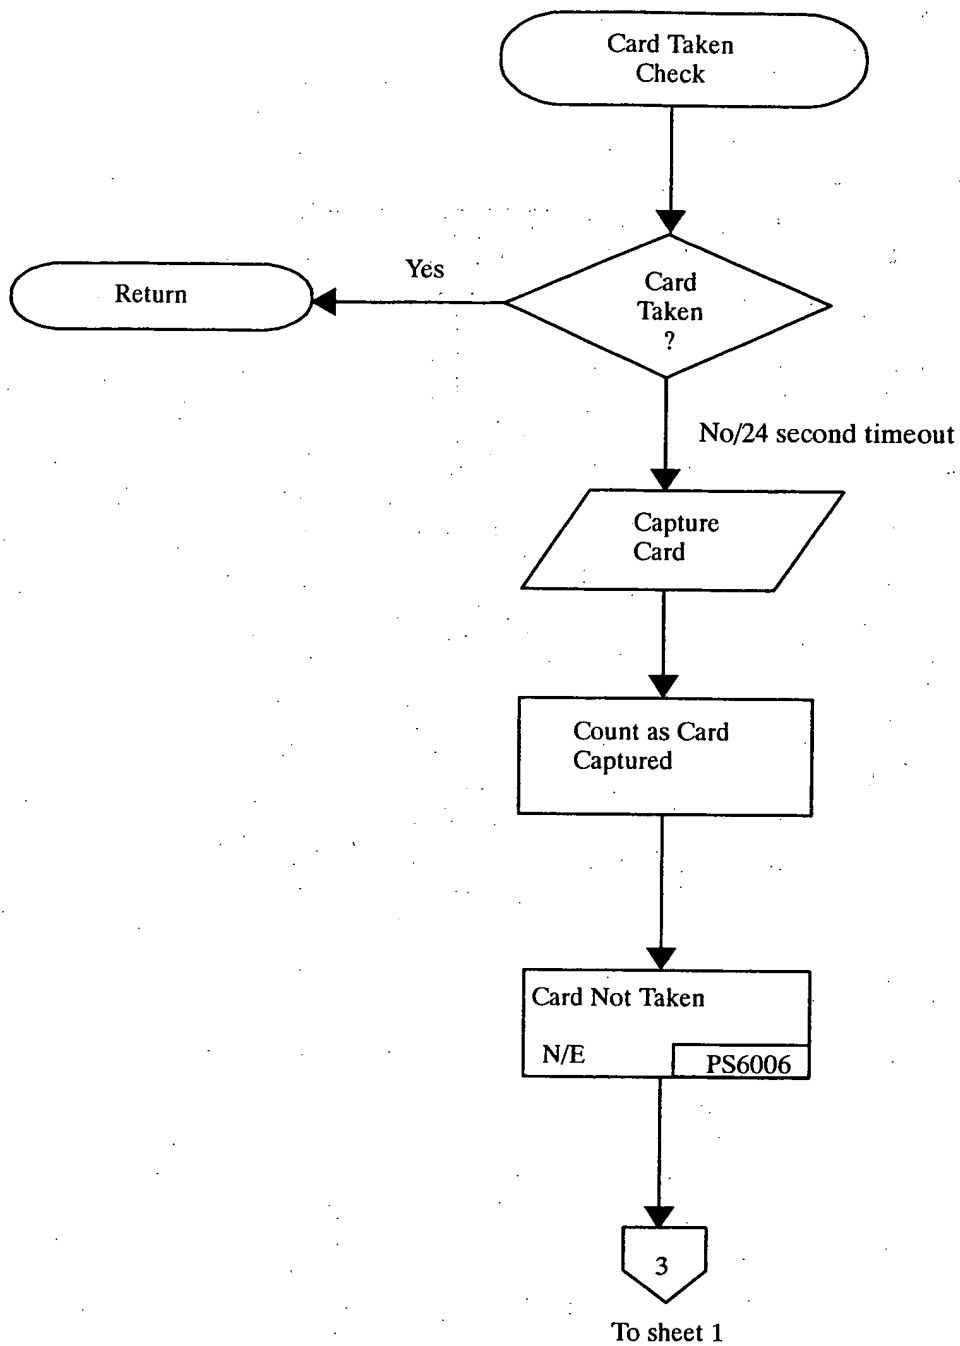 Card Taken
Check
Yes
Return
Card
Taken
?
No/24 second timeout
Capture
Card
Count as Card
Captured
Card Not Taken
N/E
PS6006
3
To sheet 1